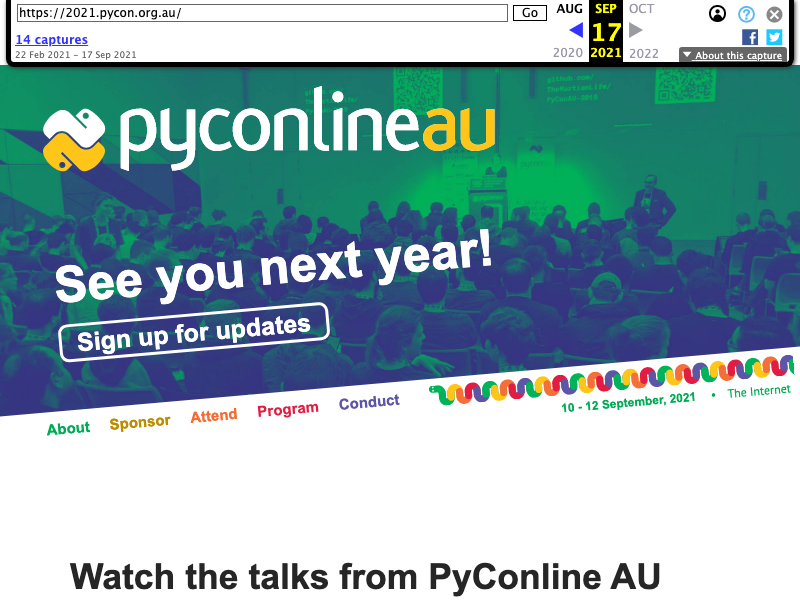 https://2021.pycon.org.au/
Go
AUG
SEP
OCT
14 captures
17
22 Feb 2021 – 17 Sep 2021
2020
2021
2022
About this capture
github.com/
pyconlineau
See you next year!
Sign up for updates
About
Sponsor
Attend
Program
Conduct
10 - 12 September, 2021 • The Internet
Watch the talks from PyConline AU